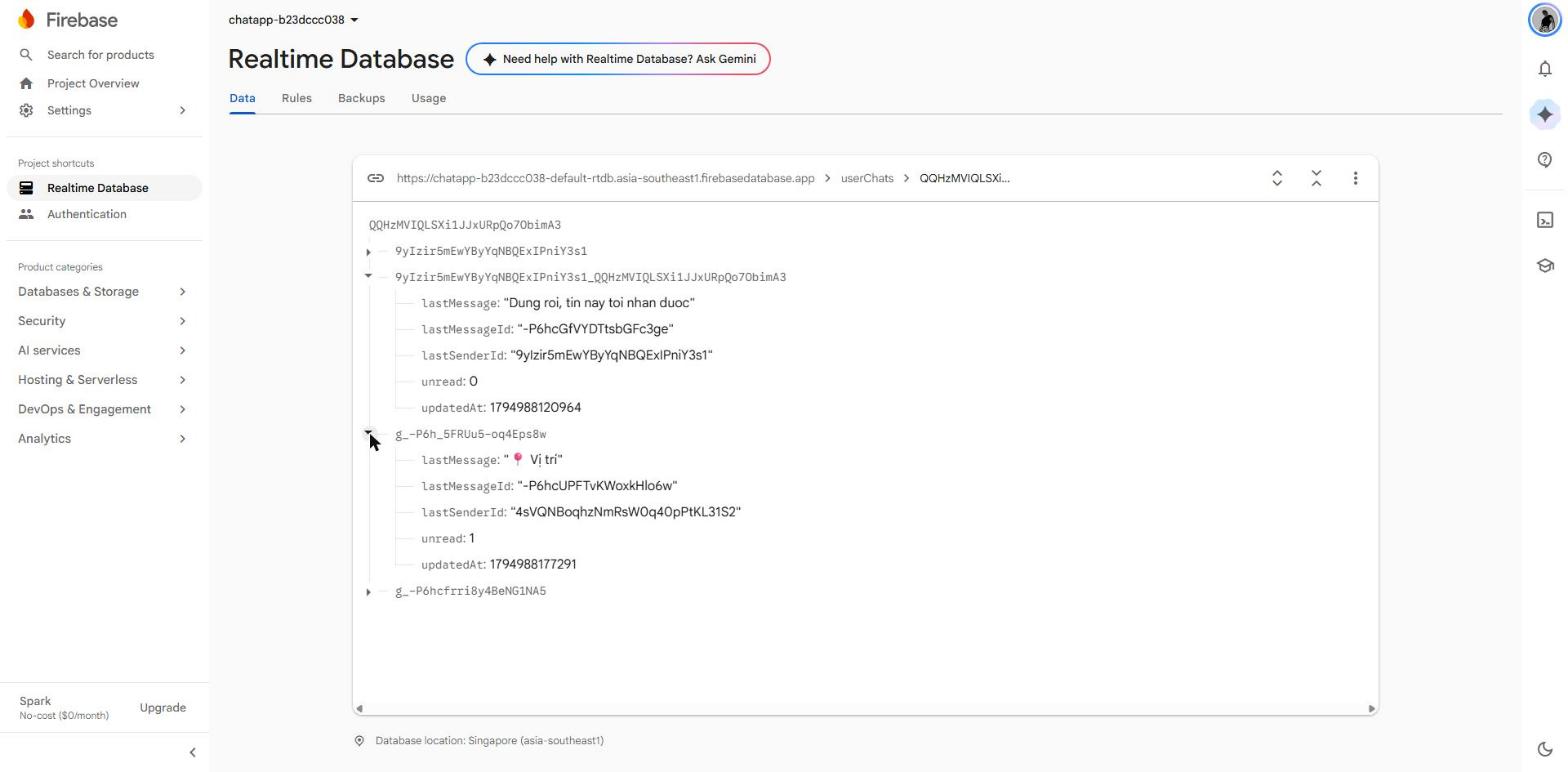 Firebase
Search for products
Project Overview
Settings
Project shortcuts
Realtime Database
Authentication
Product categories
Databases & Storage
Security
AI services
Hosting & Serverless
DevOps & Engagement
Analytics
Spark
No-cost ($0/month)
Upgrade
chatapp-b23dccc038
Realtime Database
Need help with Realtime Database? Ask Gemini
Data Rules Backups Usage
https://chatapp-b23dccc038-default-rtdb.asia-southeast1.firebasedatabase.app > userChats > QQHzMVIQLSXi...
QQHzMVIQLSXi1JJxURpQo7ObimA3
9yIzir5mEwYByYqNBQExIPniY3s1
9yIzir5mEwYByYqNBQExIPniY3s1_QQHzMVIQLSXi1JJxURpQo7ObimA3
lastMessage: "Dung roi, tin nay toi nhan duoc"
lastMessageId: "-P6hcGfVYDTtsbGFc3ge"
lastSenderId: "9yIzir5mEwYByYqNBQExIPniY3s1"
unread: 0
updatedAt: 1794988120964
g_-P6h_5FRUu5-oq4Eps8w
lastMessage: "📍 Vị trí"
lastMessageId: "-P6hcUPFTvKWoxkHlo6w"
lastSenderId: "4sVQNBoqhzNmRsW0q40pPtKL31S2"
unread: 1
updatedAt: 1794988177291
g_-P6hcfrri8y4BeNG1NA5
Database location: Singapore (asia-southeast1)